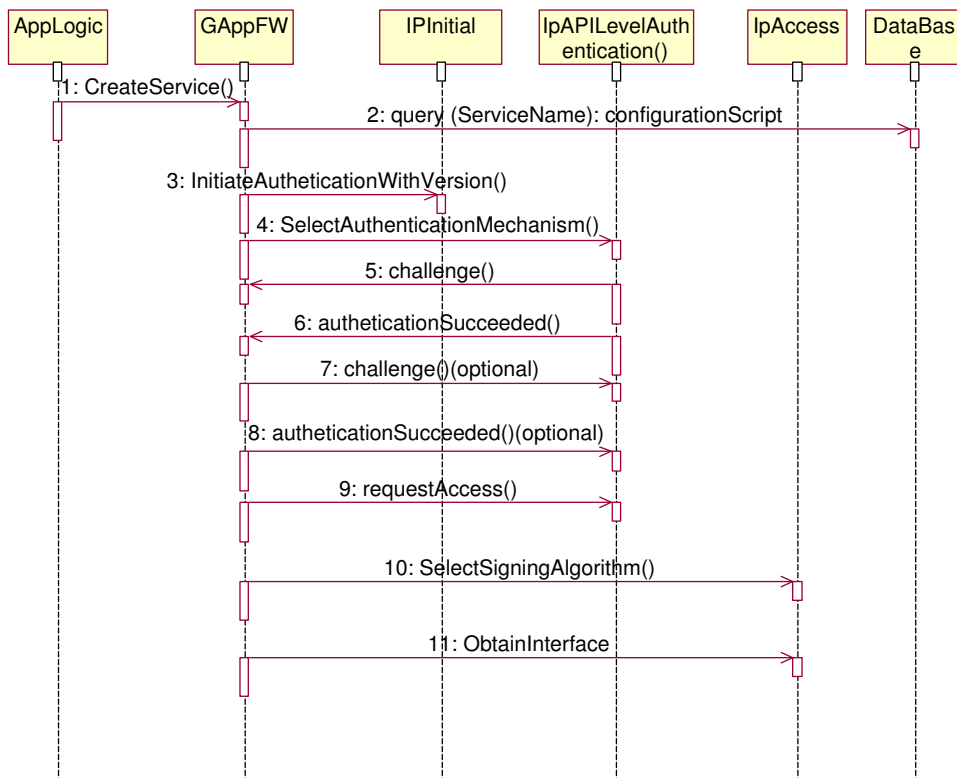 AppLogic
GAppFW
IPInitial
IpAPILevelAuth
entication()
IpAccess
DataBas
e
1: CreateService()
2: query (ServiceName): configurationScript
3: InitiateAutheticationWithVersion()
4: SelectAuthenticationMechanism()
5: challenge()
6: autheticationSucceeded()
7: challenge()(optional)
8: autheticationSucceeded()(optional)
9: requestAccess()
10: SelectSigningAlgorithm()
11: ObtainInterface